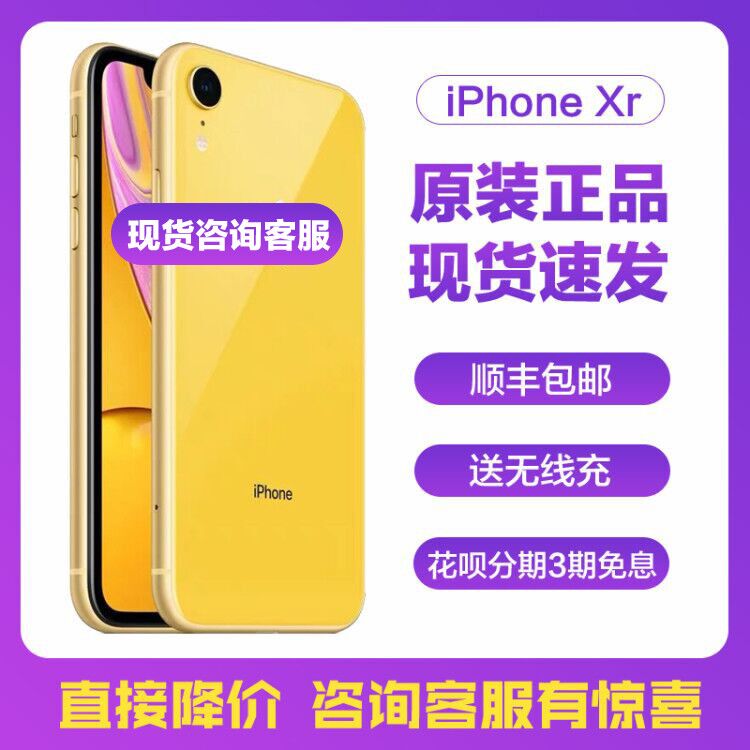 iPhone Xr
原装正品
现货速发
现货咨询客服
顺丰包邮
送无线充
iPhone
花呗分期3期免息
直接降价 咨询客服有惊喜